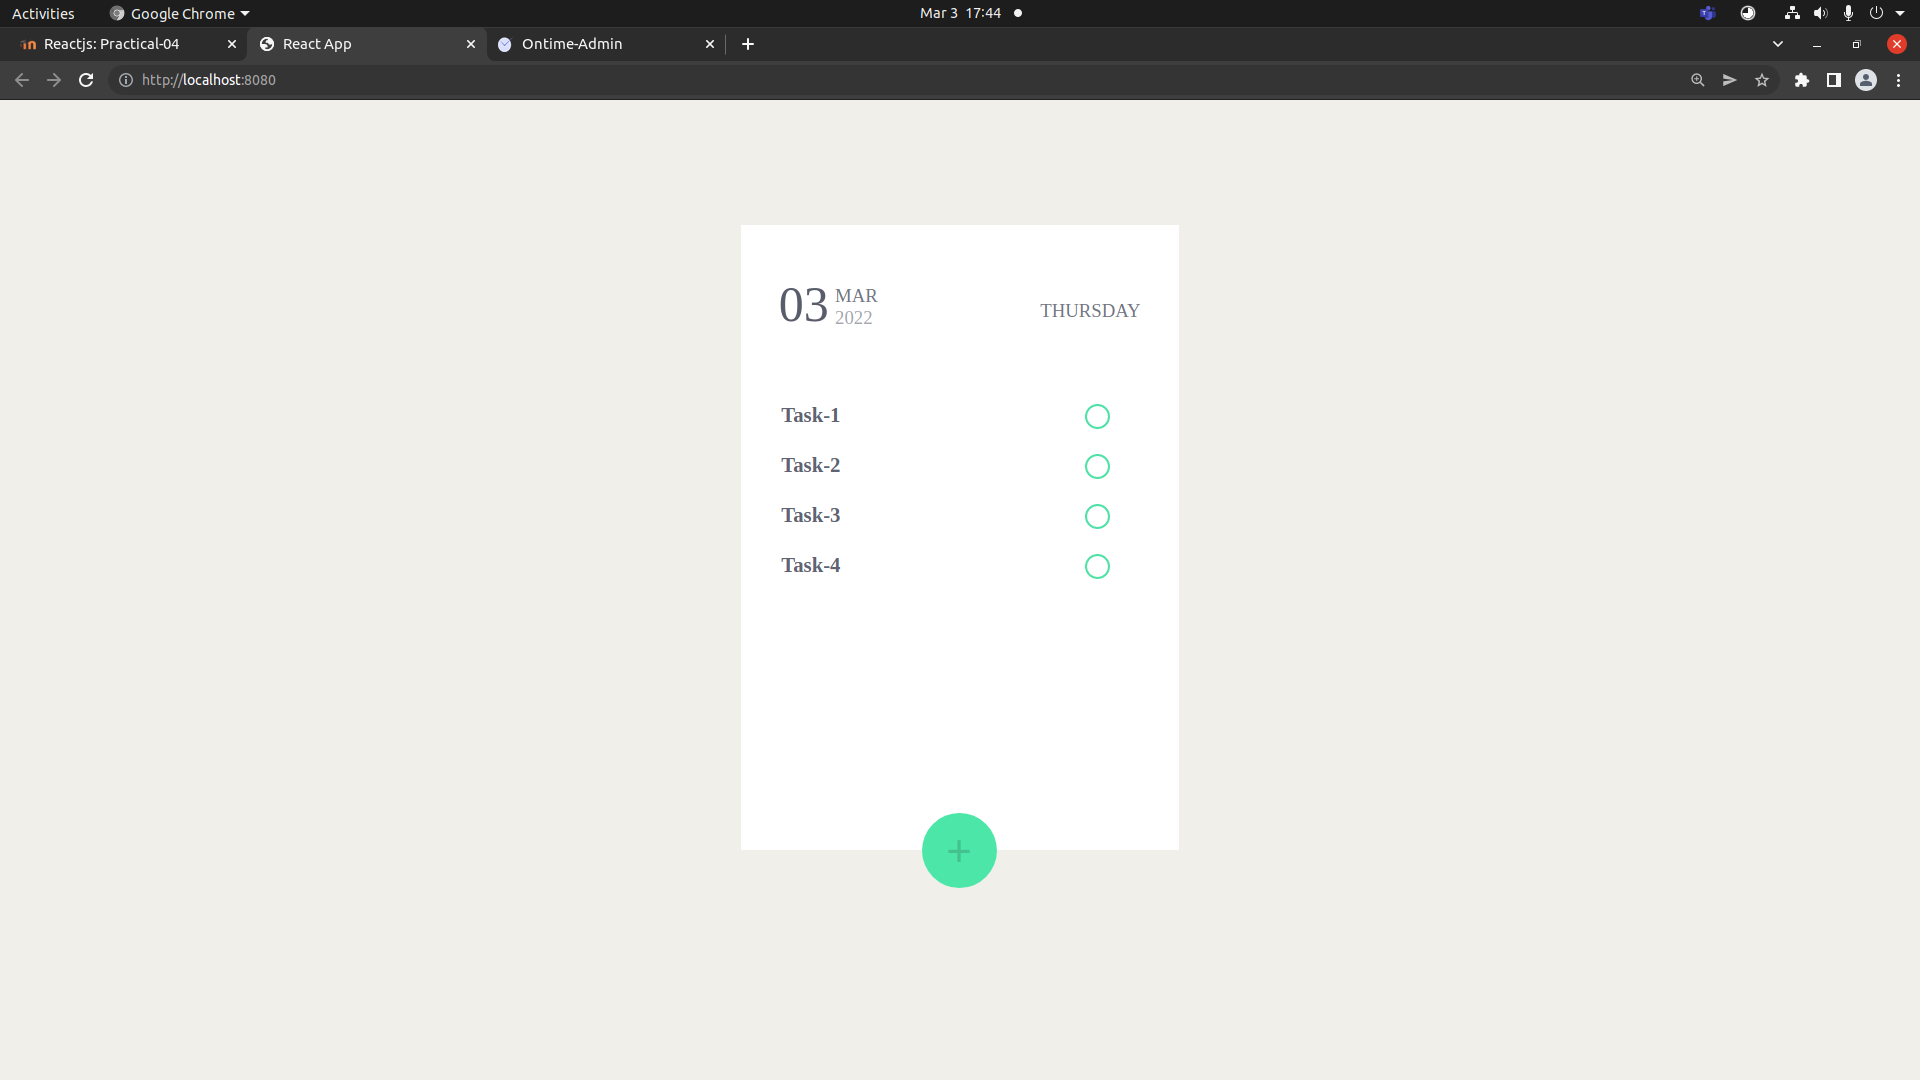 Activities Google Chrome Mar 3 17:44
Reactjs: Practical-04 React App Ontime-Admin
http://localhost:8080
03 MAR
2022
THURSDAY
Task-1
Task-2
Task-3
Task-4
+